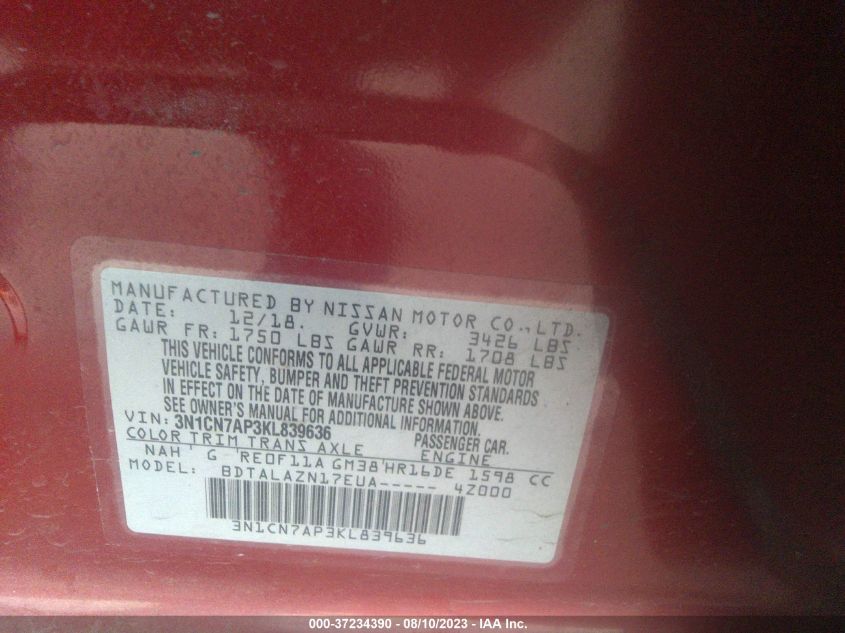 MANUFACTURED BY NISSAN MOTOR CO.,LTD.
DATE: 12/18. GVWR: 3426 LBS
GAWR FR: 1750 LBS GAWR RR: 1708 LBS
THIS VEHICLE CONFORMS TO ALL APPLICABLE FEDERAL MOTOR
VEHICLE SAFETY, BUMPER AND THEFT PREVENTION STANDARDS
IN EFFECT ON THE DATE OF MANUFACTURE SHOWN ABOVE.
SEE OWNER'S MANUAL FOR ADDITIONAL INFORMATION.
VIN: 3N1CN7AP3KL839636 PASSENGER CAR.
COLOR TRIM TRANS AXLE ENGINE
NAH G RE0F11A GM38 HR16DE 1598 CC
MODEL: BDTALAZN17EUA----- 4Z000
3N1CN7AP3KL839636
000-37234390 - 08/10/2023 - IAA Inc.